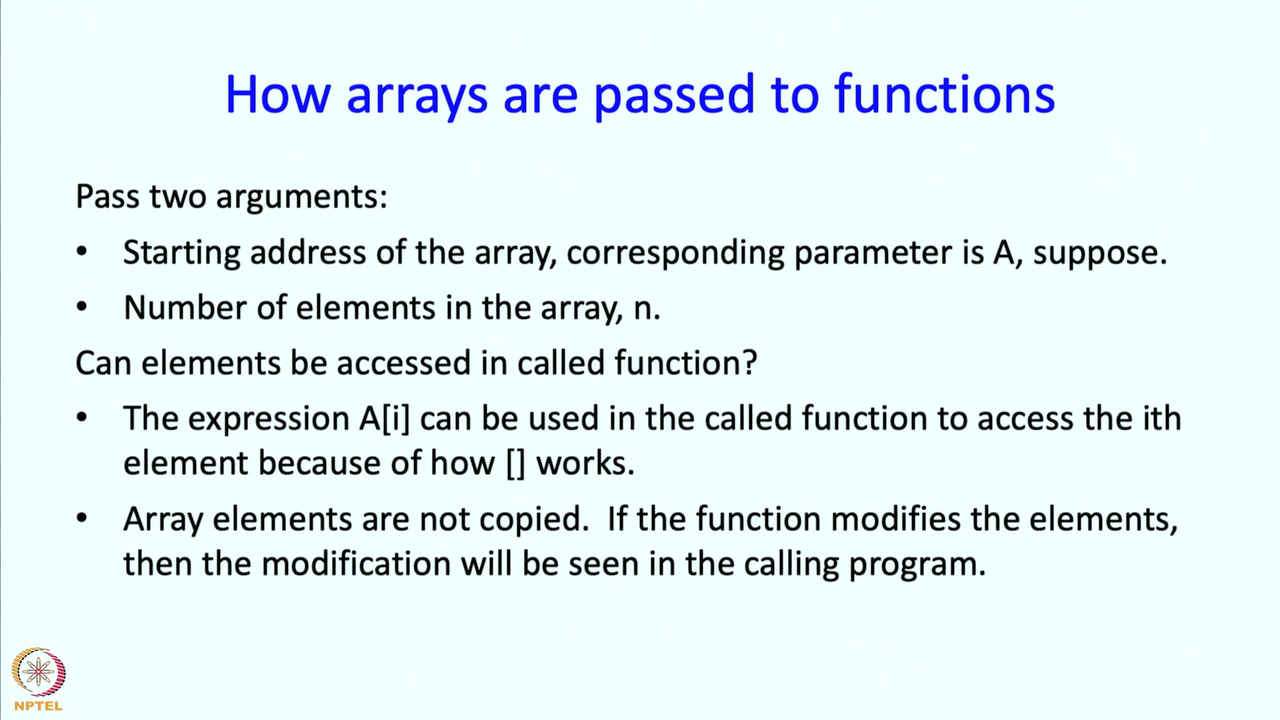 How arrays are passed to functions
Pass two arguments:
• Starting address of the array, corresponding parameter is A, suppose.
• Number of elements in the array, n.
Can elements be accessed in called function?
• The expression A[i] can be used in the called function to access the ith
element because of how [] works.
• Array elements are not copied.  If the function modifies the elements,
then the modification will be seen in the calling program.
NPTEL